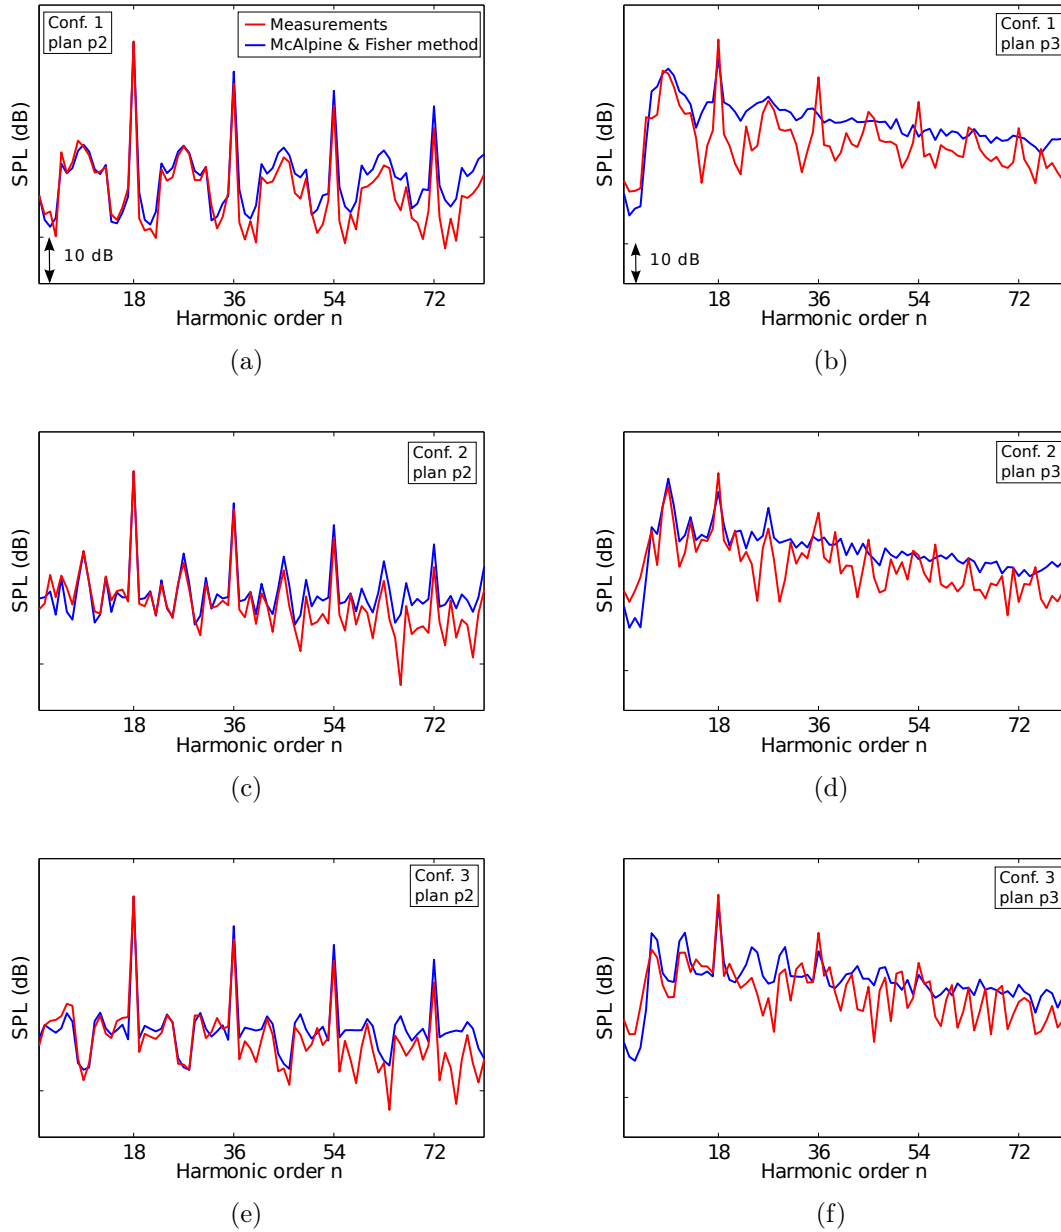 Conf. 1
plan p2
Measurements
McAlpine & Fisher method
SPL (dB)
10 dB
18 36 54 72
Harmonic order n
(a)
Conf. 1
plan p3
SPL (dB)
10 dB
18 36 54 72
Harmonic order n
(b)
Conf. 2
plan p2
SPL (dB)
18 36 54 72
Harmonic order n
(c)
Conf. 2
plan p3
SPL (dB)
18 36 54 72
Harmonic order n
(d)
Conf. 3
plan p2
SPL (dB)
18 36 54 72
Harmonic order n
(e)
Conf. 3
plan p3
SPL (dB)
18 36 54 72
Harmonic order n
(f)